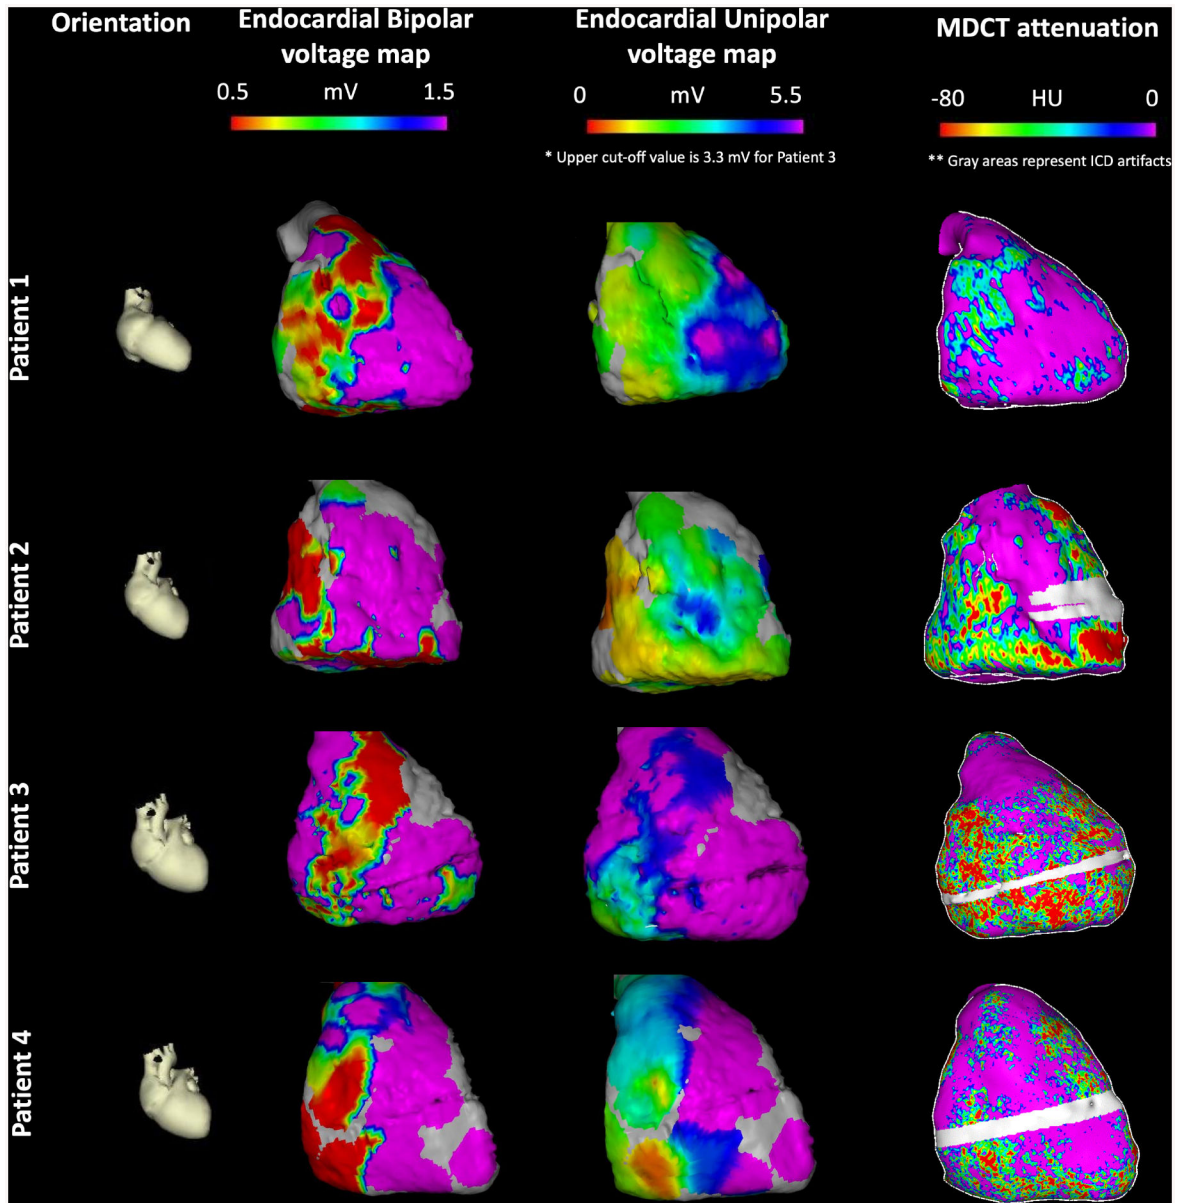 Orientation
Endocardial Bipolar
voltage map
0.5 mV 1.5
Endocardial Unipolar
voltage map
0 mV 5.5
* Upper cut-off value is 3.3 mV for Patient 3
MDCT attenuation
-80 HU 0
** Gray areas represent ICD artifacts
Patient 1
Patient 2
Patient 3
Patient 4